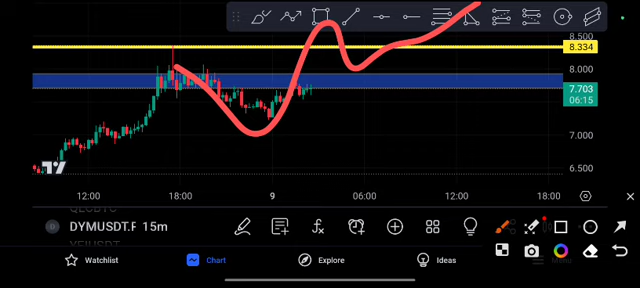 8.500
8.334
8.000
7.703
06:15
7.000
6.500
12:00 18:00 9 06:00 12:00 18:00
DYMUSDT.P 15m
Watchlist Chart Explore Ideas